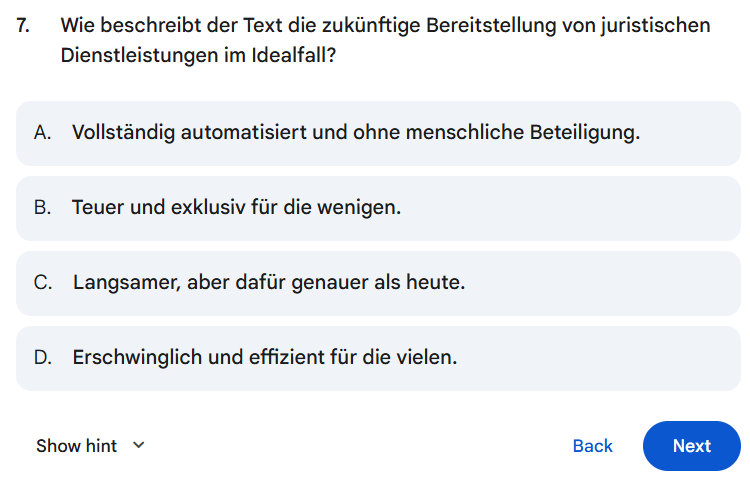 7. Wie beschreibt der Text die zukünftige Bereitstellung von juristischen
Dienstleistungen im Idealfall?
A. Vollständig automatisiert und ohne menschliche Beteiligung.
B. Teuer und exklusiv für die wenigen.
C. Langsamer, aber dafür genauer als heute.
D. Erschwinglich und effizient für die vielen.
Show hint Back Next